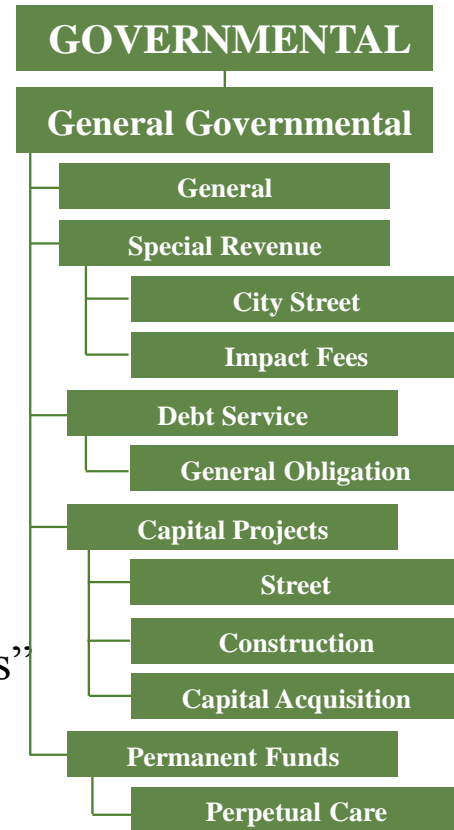 GOVERNMENTAL
General Governmental
General
Special Revenue
City Street
Impact Fees
Debt Service
General Obligation
Capital Projects
Street
Construction
s”
Capital Acquisition
Permanent Funds
Perpetual Care